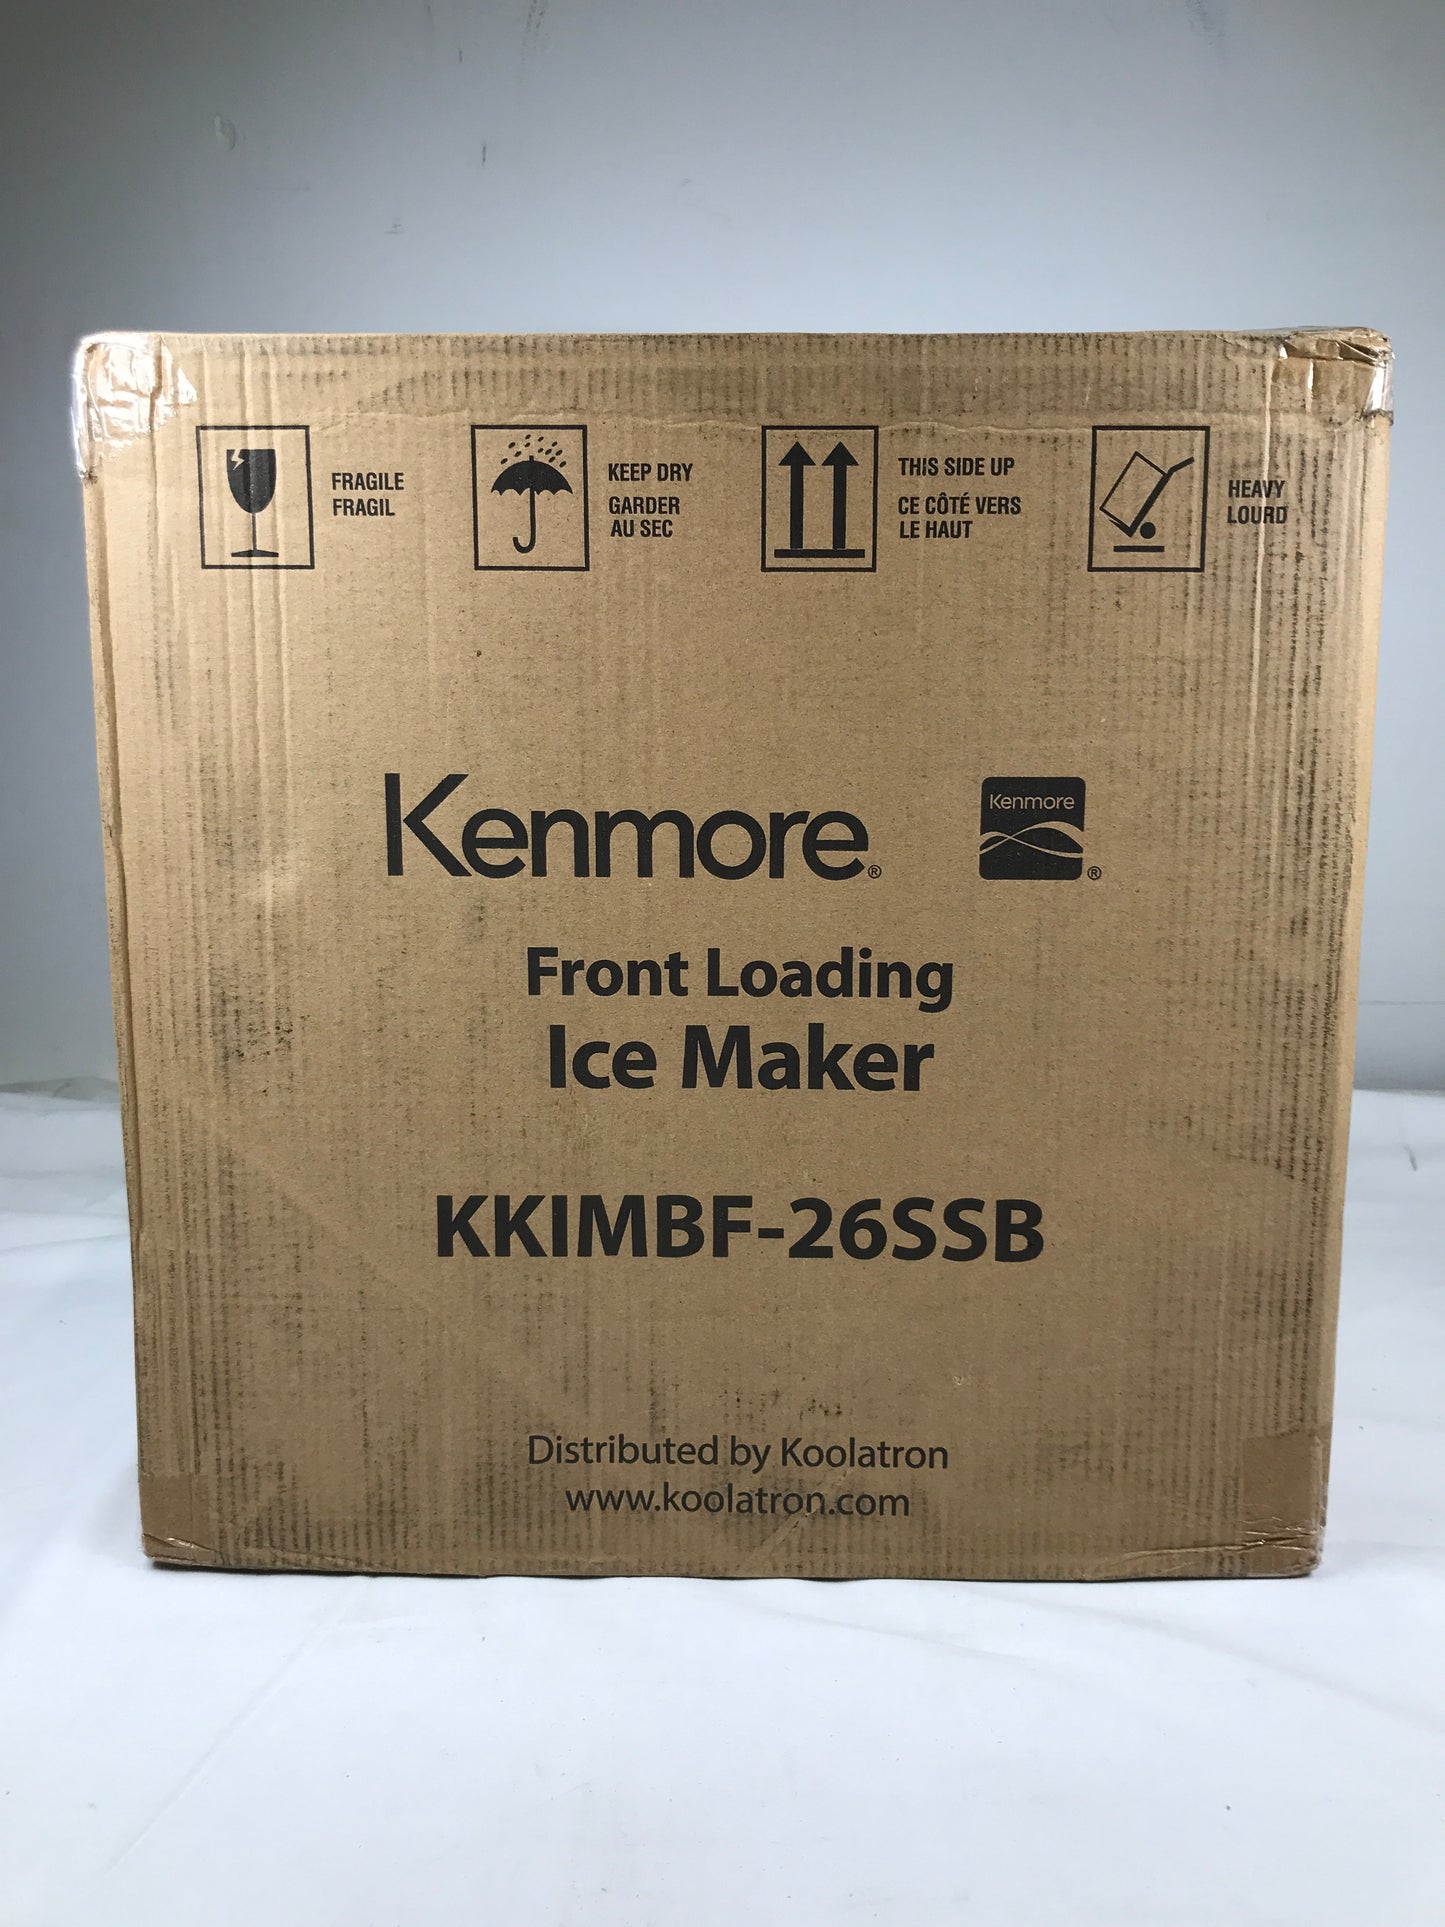 FRAGILE
FRAGIL
KEEP DRY
GARDER
AU SEC
THIS SIDE UP
CE CÔTÉ VERS
LE HAUT
HEAVY
LOURD
Kenmore®
Kenmore®
Front Loading
Ice Maker
KKIMBF-26SSB
Distributed by Koolatron
www.koolatron.com